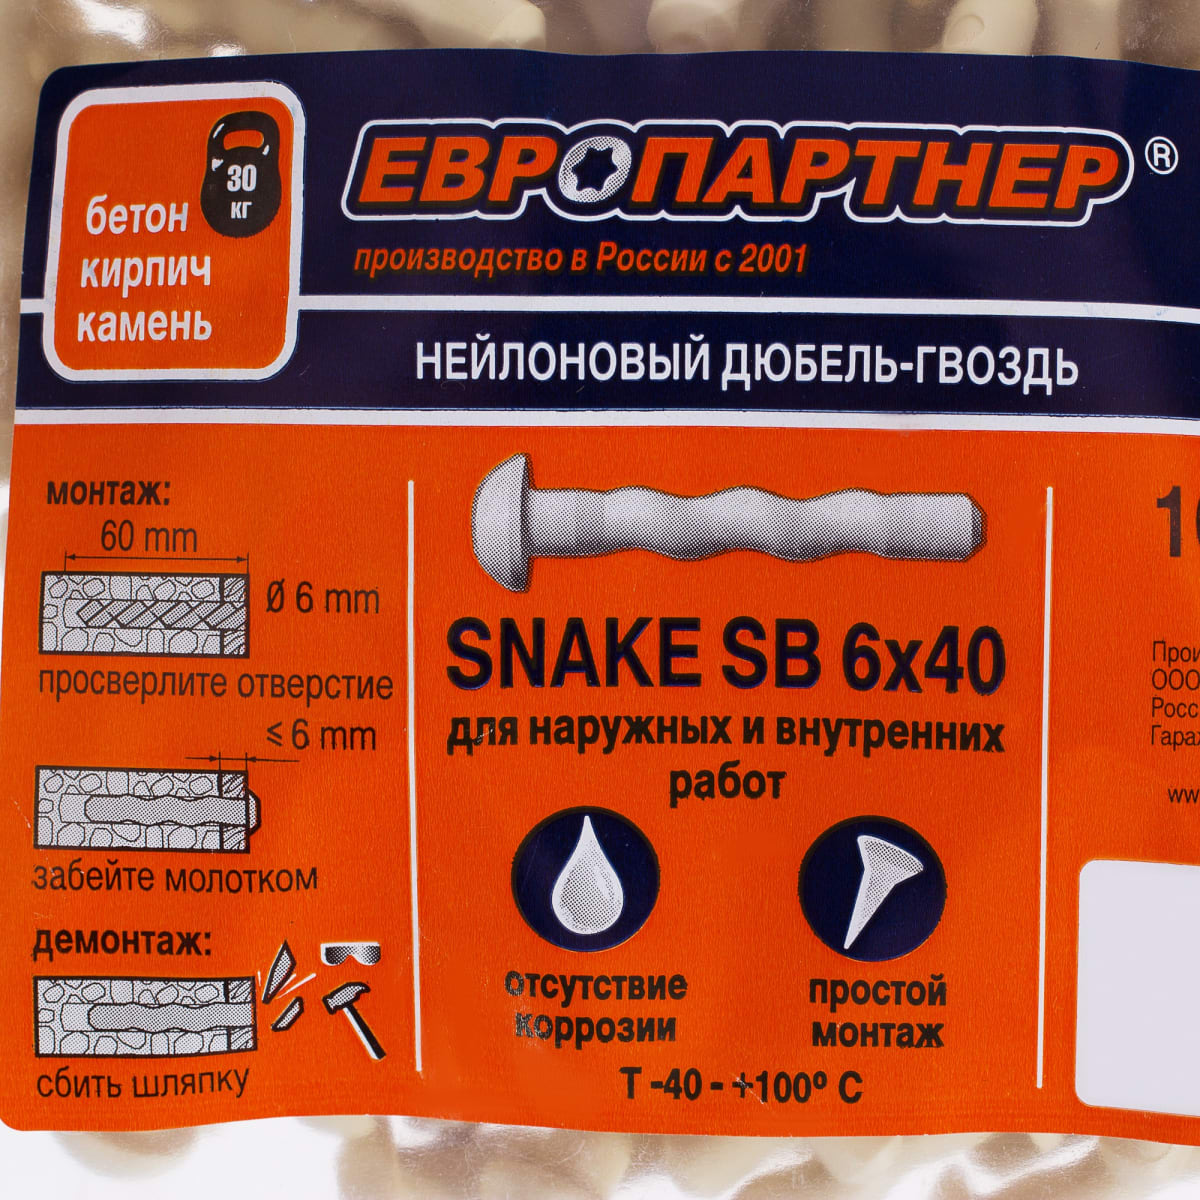 30
кг
бетон
кирпич
камень
ЕВРОПАРТНЕР®
производство в России с 2001
НЕЙЛОНОВЫЙ ДЮБЕЛЬ-ГВОЗДЬ
монтаж:
60 mm
Ø 6 mm
просверлите отверстие
≤ 6 mm
забейте молотком
демонтаж:
сбить шляпку
SNAKE SB 6x40
для наружных и внутренних
работ
отсутствие
коррозии
простой
монтаж
T -40 - +100º C
ООО